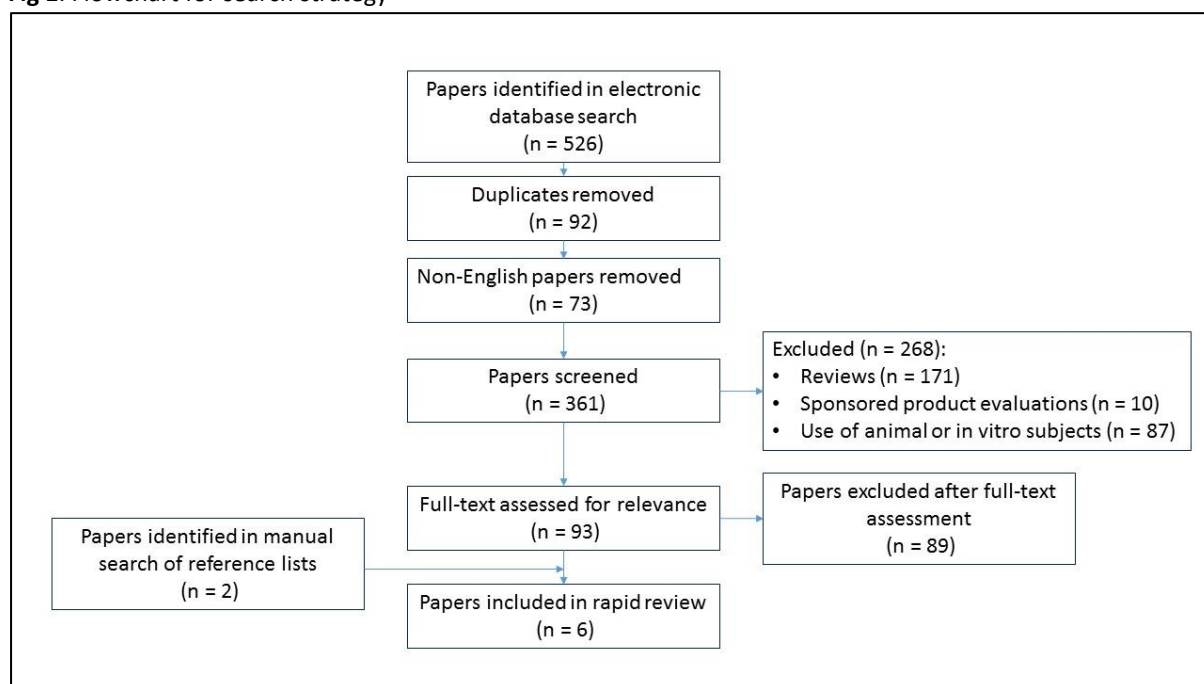 Papers identified in electronic
database search
(n = 526)
Duplicates removed
(n = 92)
Non-English papers removed
(n = 73)
Papers screened
(n = 361)
Excluded (n = 268):
• Reviews (n = 171)
• Sponsored product evaluations (n = 10)
• Use of animal or in vitro subjects (n = 87)
Full-text assessed for relevance
(n = 93)
Papers excluded after full-text
assessment
(n = 89)
Papers identified in manual
search of reference lists
(n = 2)
Papers included in rapid review
(n = 6)